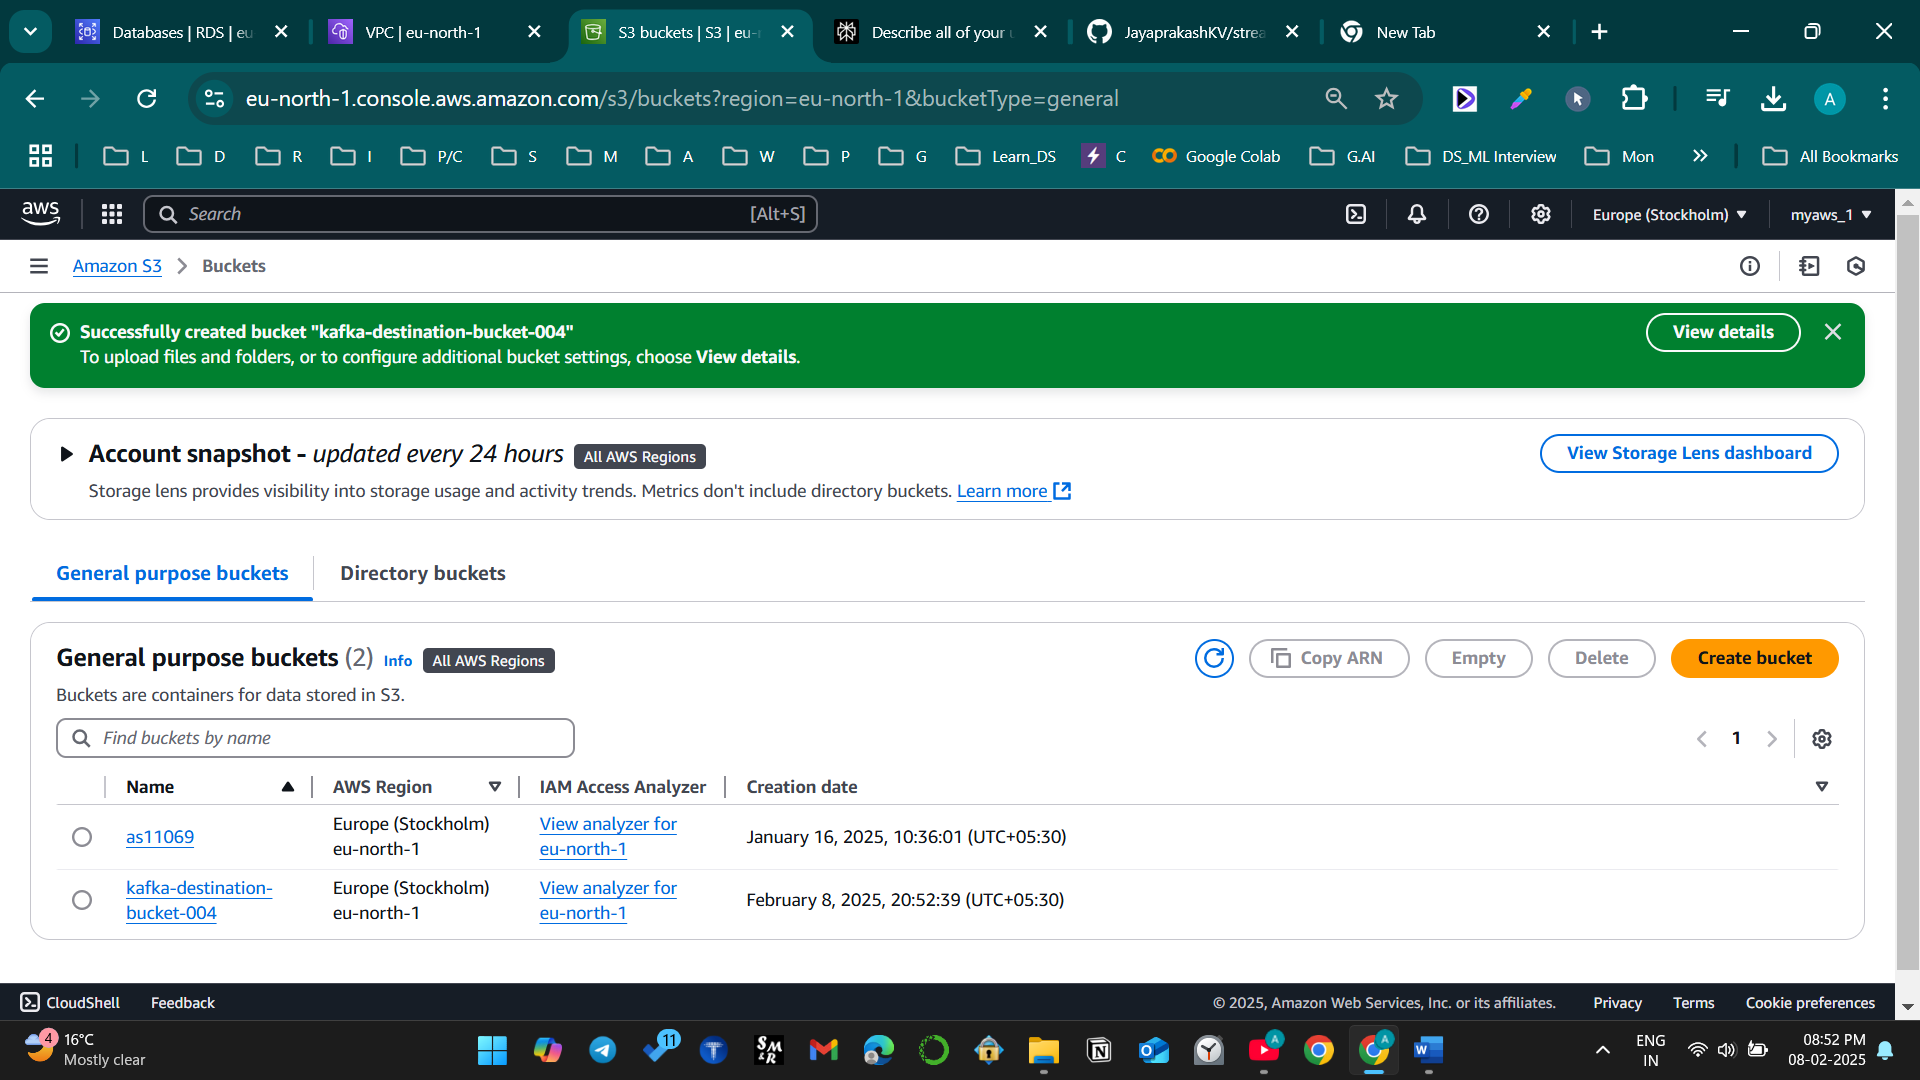 Databases | RDS | eu
VPC | eu-north-1
S3 buckets | S3 | eu-n
Describe all of your u
JayaprakashKV/strea
New Tab
eu-north-1.console.aws.amazon.com/s3/buckets?region=eu-north-1&bucketType=general
A
L
D
R
I
P/C
S
M
A
W
P
G
Learn_DS
C
Google Colab
G.AI
DS_ML Interview
Mon
All Bookmarks
aws
Search
[Alt+S]
Europe (Stockholm)
myaws_1
Amazon S3
Buckets
Successfully created bucket "kafka-destination-bucket-004"
To upload files and folders, or to configure additional bucket settings, choose View details.
View details
Account snapshot - updated every 24 hours
All AWS Regions
View Storage Lens dashboard
Storage lens provides visibility into storage usage and activity trends. Metrics don't include directory buckets. Learn more
General purpose buckets
Directory buckets
General purpose buckets (2)
Info
All AWS Regions
Copy ARN
Empty
Delete
Create bucket
Buckets are containers for data stored in S3.
Find buckets by name
1
Name
AWS Region
IAM Access Analyzer
Creation date
as11069
Europe (Stockholm)
eu-north-1
View analyzer for
eu-north-1
January 16, 2025, 10:36:01 (UTC+05:30)
kafka-destination-
bucket-004
Europe (Stockholm)
eu-north-1
View analyzer for
eu-north-1
February 8, 2025, 20:52:39 (UTC+05:30)
CloudShell
Feedback
© 2025, Amazon Web Services, Inc. or its affiliates.
Privacy
Terms
Cookie preferences
4
16°C
Mostly clear
11
SM
&R
A
A
ENG
IN
08:52 PM
08-02-2025